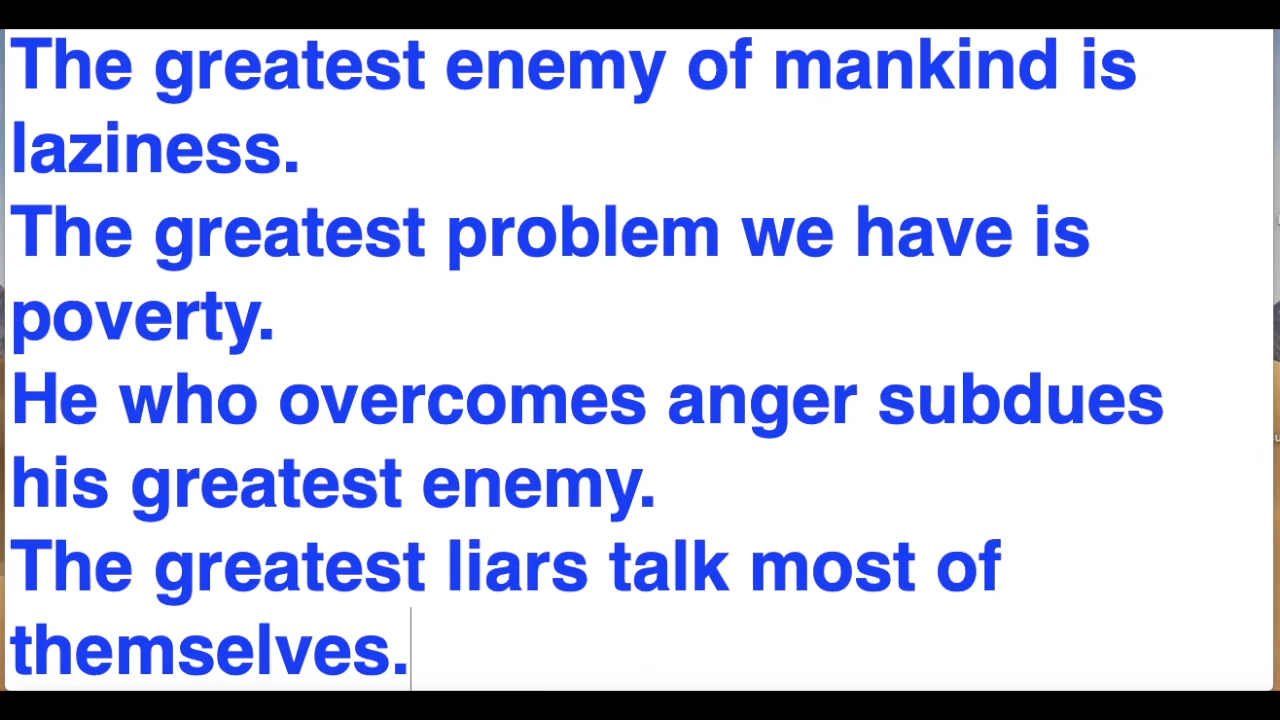 The greatest enemy of mankind is
laziness.
The greatest problem we have is
poverty.
He who overcomes anger subdues
his greatest enemy.
The greatest liars talk most of
themselves.